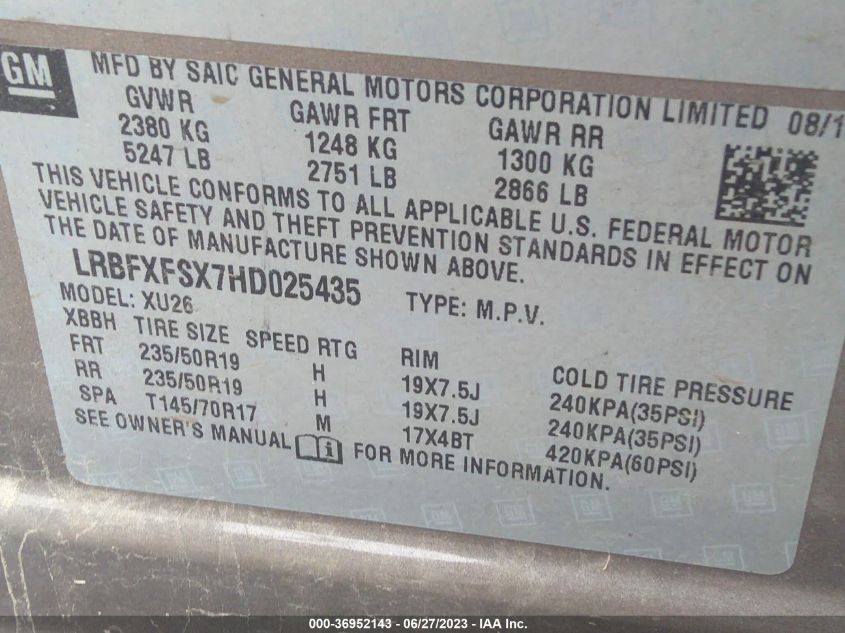 GM
MFD BY SAIC GENERAL MOTORS CORPORATION LIMITED 08/1
GVWR GAWR FRT GAWR RR
2380 KG 1248 KG 1300 KG
5247 LB 2751 LB 2866 LB
THIS VEHICLE CONFORMS TO ALL APPLICABLE U.S. FEDERAL MOTOR
VEHICLE SAFETY AND THEFT PREVENTION STANDARDS IN EFFECT ON
THE DATE OF MANUFACTURE SHOWN ABOVE.
LRBFXFSX7HD025435 TYPE: M.P.V.
MODEL: XU26
XBBH TIRE SIZE SPEED RTG RIM COLD TIRE PRESSURE
FRT 235/50R19 H 19X7.5J 240KPA(35PSI)
RR 235/50R19 H 19X7.5J 240KPA(35PSI)
SPA T145/70R17 M 17X4BT 420KPA(60PSI)
SEE OWNER'S MANUAL i FOR MORE INFORMATION.
000-36952143 - 06/27/2023 - IAA Inc.